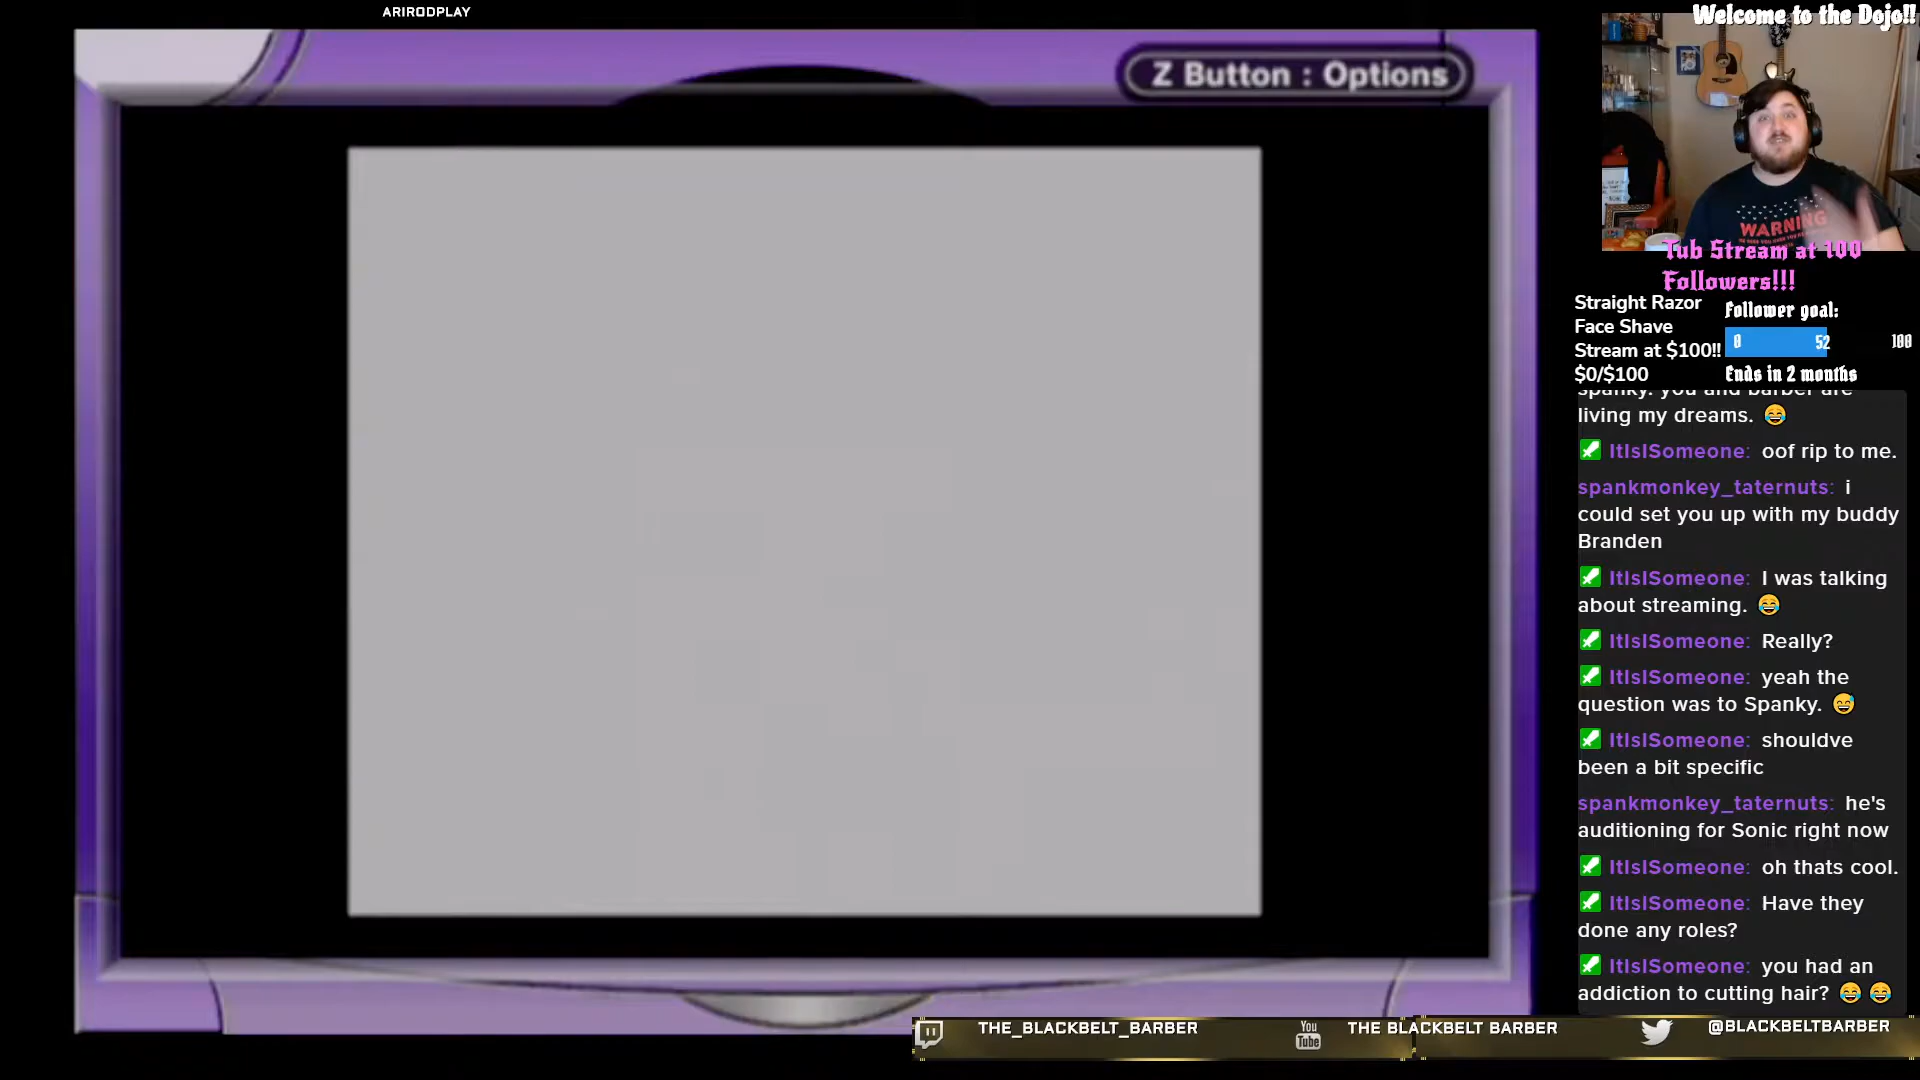 ARIRODPLAY
Welcome to the Dojo!!
Z Button : Options
WARNING
Tub Stream at 100
Followers!!!
Straight Razor
Face Shave
Stream at $100!!
$0/$100
Follower goal:
0 52 100
Ends in 2 months
spanky. you and barber are
living my dreams. 😂
ItIsISomeone: oof rip to me.
spankmonkey_taternuts: i
could set you up with my buddy
Branden
ItIsISomeone: I was talking
about streaming. 😂
ItIsISomeone: Really?
ItIsISomeone: yeah the
question was to Spanky. 😅
ItIsISomeone: shouldve
been a bit specific
spankmonkey_taternuts: he's
auditioning for Sonic right now
ItIsISomeone: oh thats cool.
ItIsISomeone: Have they
done any roles?
ItIsISomeone: you had an
addiction to cutting hair? 😂 😂
THE_BLACKBELT_BARBER
You Tube
THE BLACKBELT BARBER
@BLACKBELTBARBER